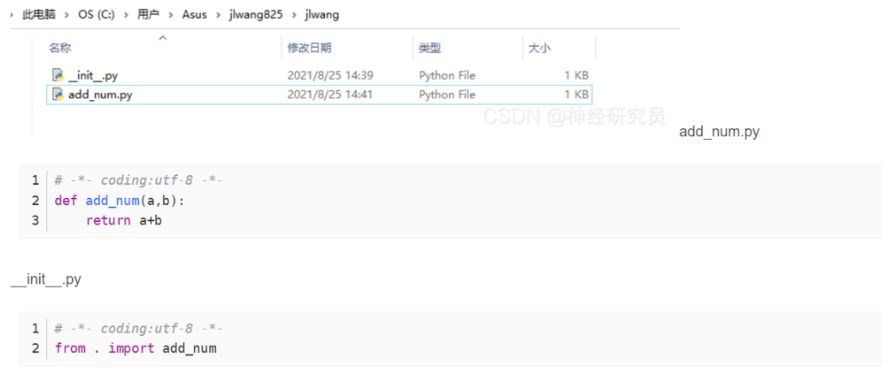 此电脑 › OS (C:) › 用户 › Asus › jlwang825 › jlwang
名称 修改日期 类型 大小
__init__.py 2021/8/25 14:39 Python File 1 KB
add_num.py 2021/8/25 14:41 Python File 1 KB
CSDN @神经研究员
add_num.py
1 # -*- coding:utf-8 -*-
2 def add_num(a,b):
3     return a+b
__init__.py
1 # -*- coding:utf-8 -*-
2 from . import add_num